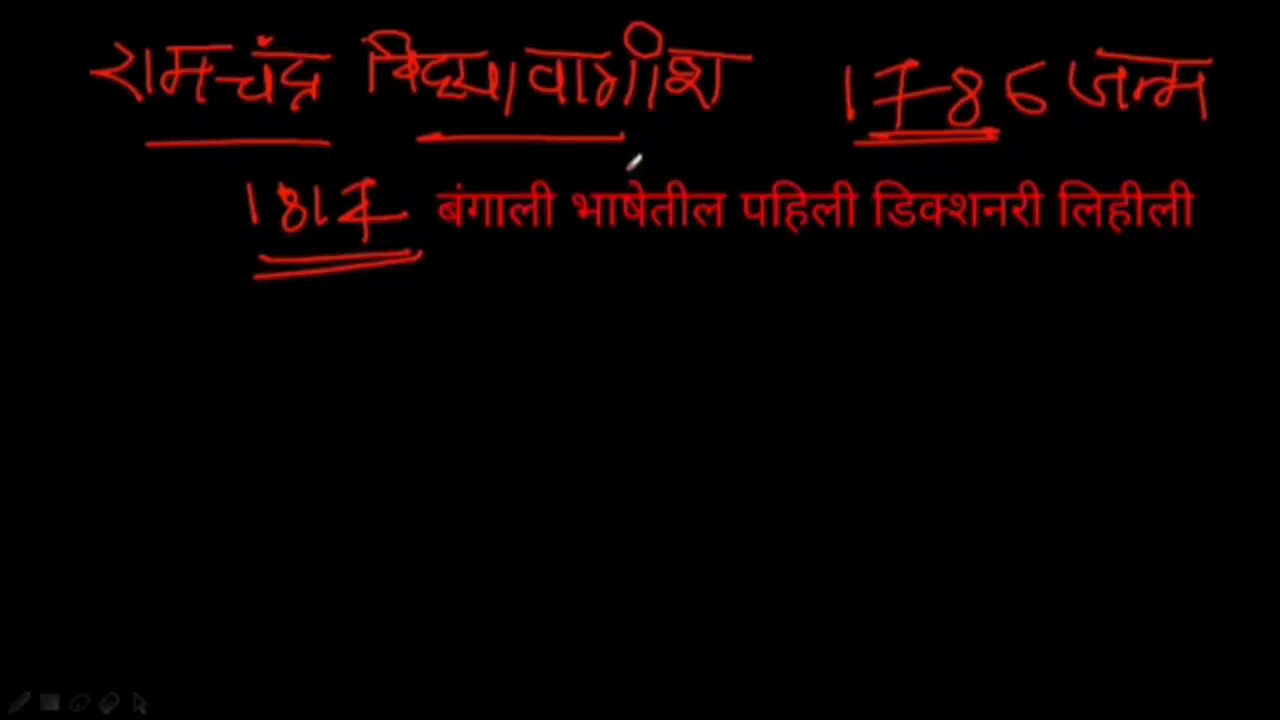 रामचंद्र विद्यावागीश 1786 जन्म
1817 बंगाली भाषेतील पहिली डिक्शनरी लिहीली